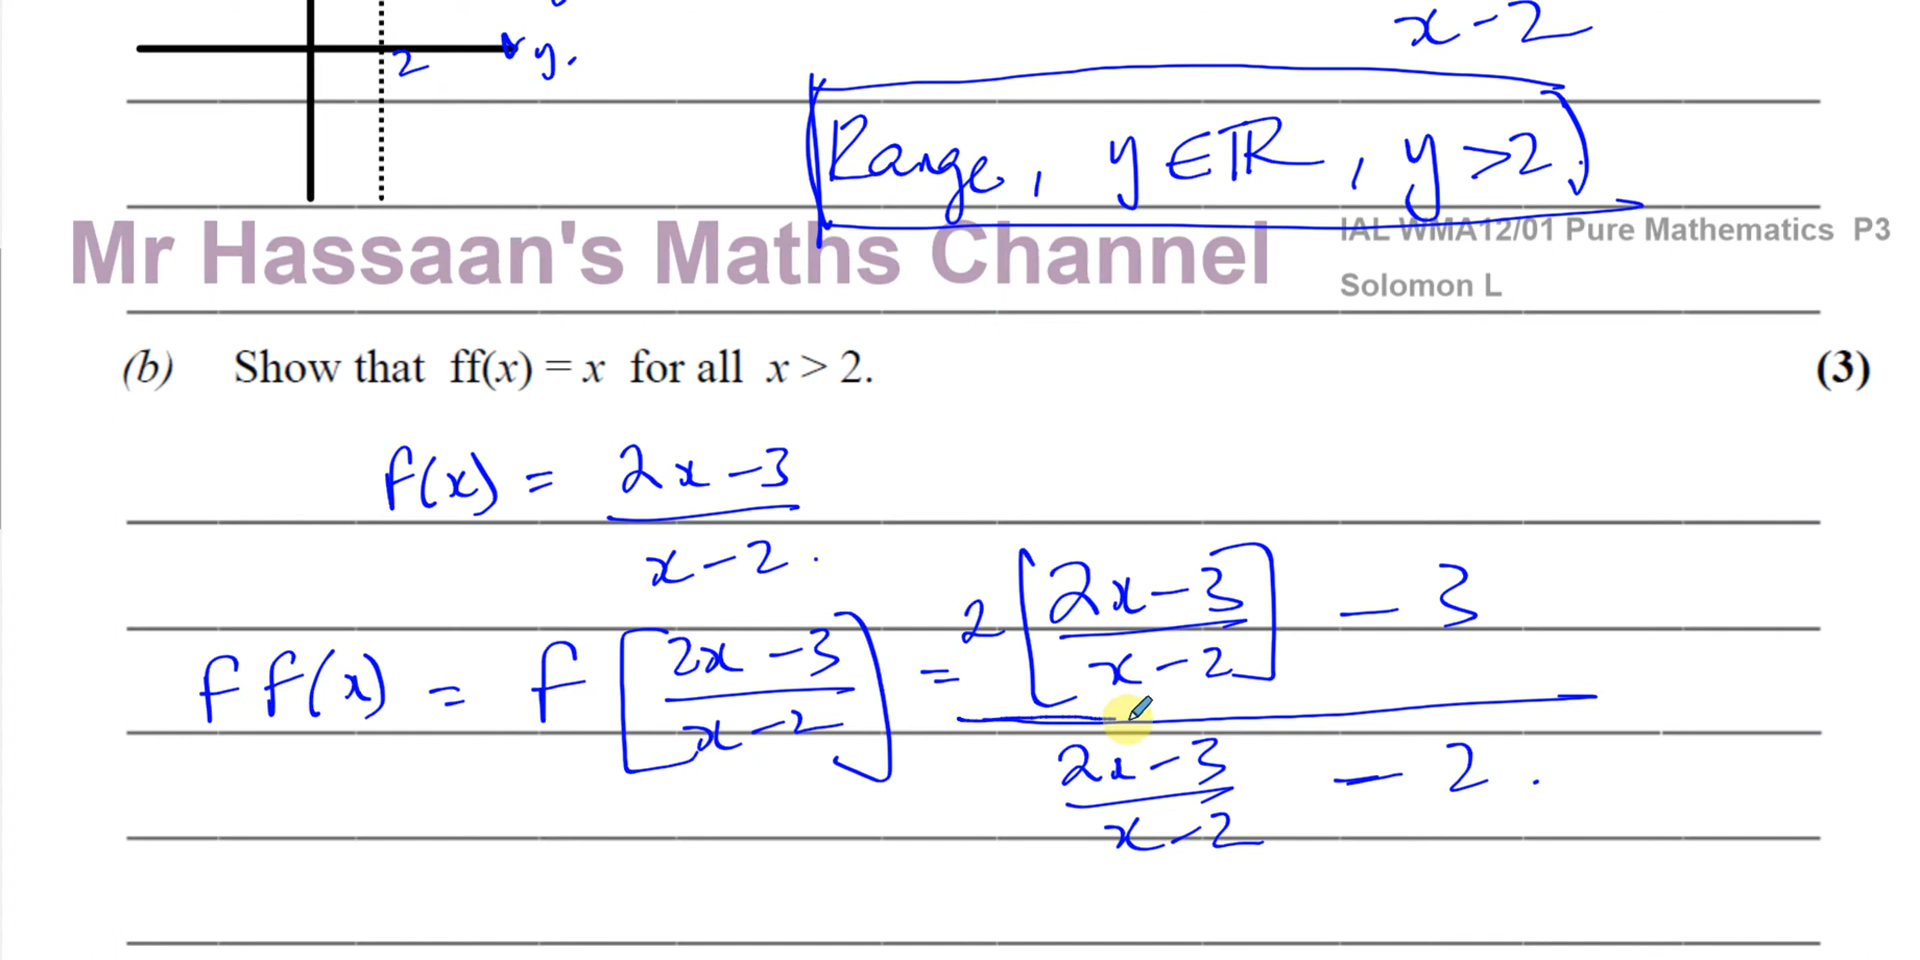 x - 2
2 y.
Range, y ∈ ℝ, y > 2.
Mr Hassaan's Maths Channel
IAL WMA12/01 Pure Mathematics P3
Solomon L
(b) Show that ff(x) = x for all x > 2. (3)
f(x) = 2x - 3
x - 2 .
ff(x) = f [2x - 3 / x - 2] = 2 [2x - 3 / x - 2] - 3
2x - 3 / x - 2 - 2 .